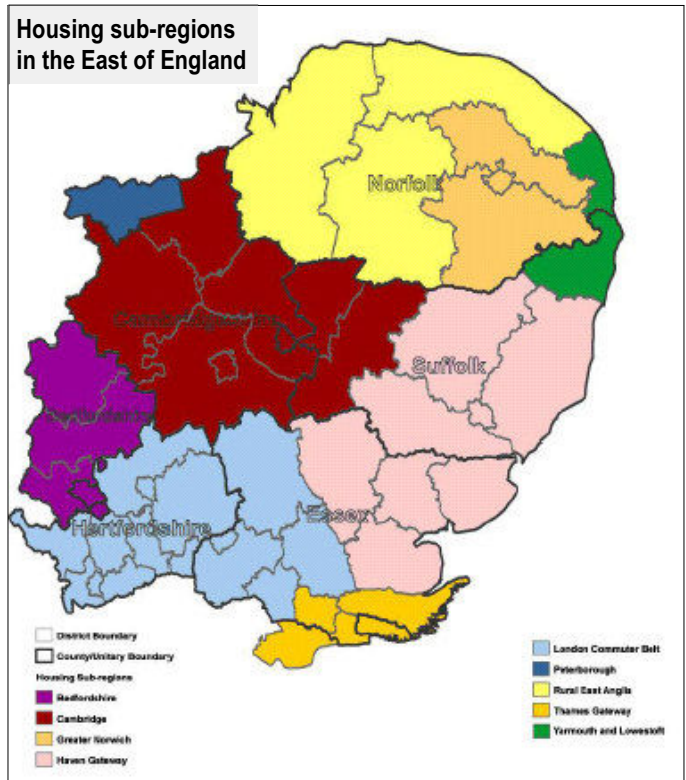 Housing sub-regions
in the East of England
Norfolk
Cambridgeshire
Suffolk
Bedfordshire
Hertfordshire
Essex
District Boundary
County/Unitary Boundary
Housing Sub-regions
Bedfordshire
Cambridge
Greater Norwich
Haven Gateway
London Commuter Belt
Peterborough
Rural East Anglia
Thames Gateway
Yarmouth and Lowestoft